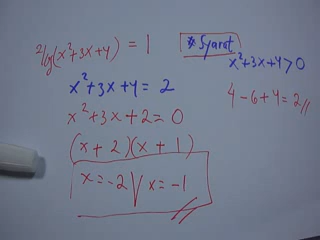 ²log(x²+3x+4) = 1
x²+3x+4 = 2
x²+3x+2=0
(x+2)(x+1)
x=-2 V x=-1
* Syarat
x²+3x+4>0
4-6+4=2//